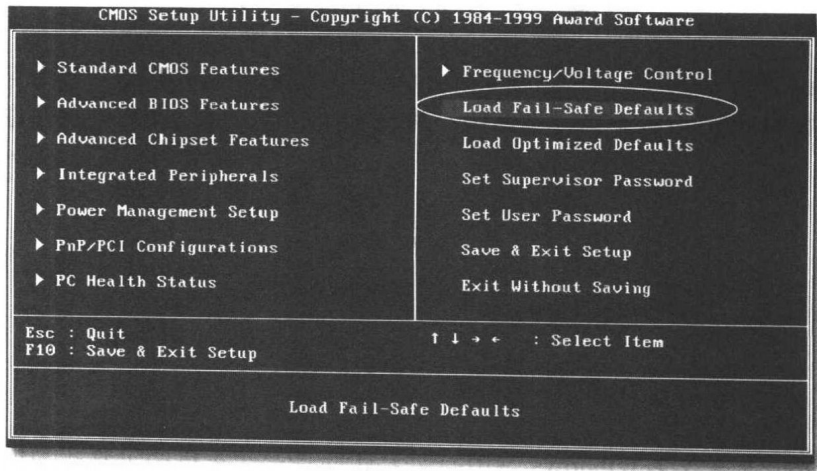 CMOS Setup Utility - Copyright (C) 1984-1999 Award Software
▶ Standard CMOS Features
▶ Advanced BIOS Features
▶ Advanced Chipset Features
▶ Integrated Peripherals
▶ Power Management Setup
▶ PnP/PCI Configurations
▶ PC Health Status
▶ Frequency/Voltage Control
Load Fail-Safe Defaults
Load Optimized Defaults
Set Supervisor Password
Set User Password
Save & Exit Setup
Exit Without Saving
Esc : Quit
F10 : Save & Exit Setup
↑ ↓ → ← : Select Item
Load Fail-Safe Defaults